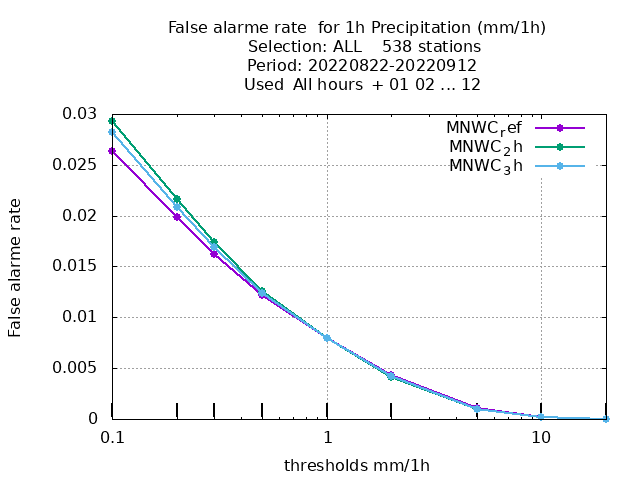 False alarme rate  for 1h Precipitation (mm/1h)
Selection: ALL    538 stations
Period: 20220822-20220912
Used  All hours  + 01 02 ... 12
0.03
0.025
0.02
0.015
0.01
0.005
0
False alarme rate
MNWC_ref
MNWC_2h
MNWC_3h
0.1
1
10
thresholds mm/1h